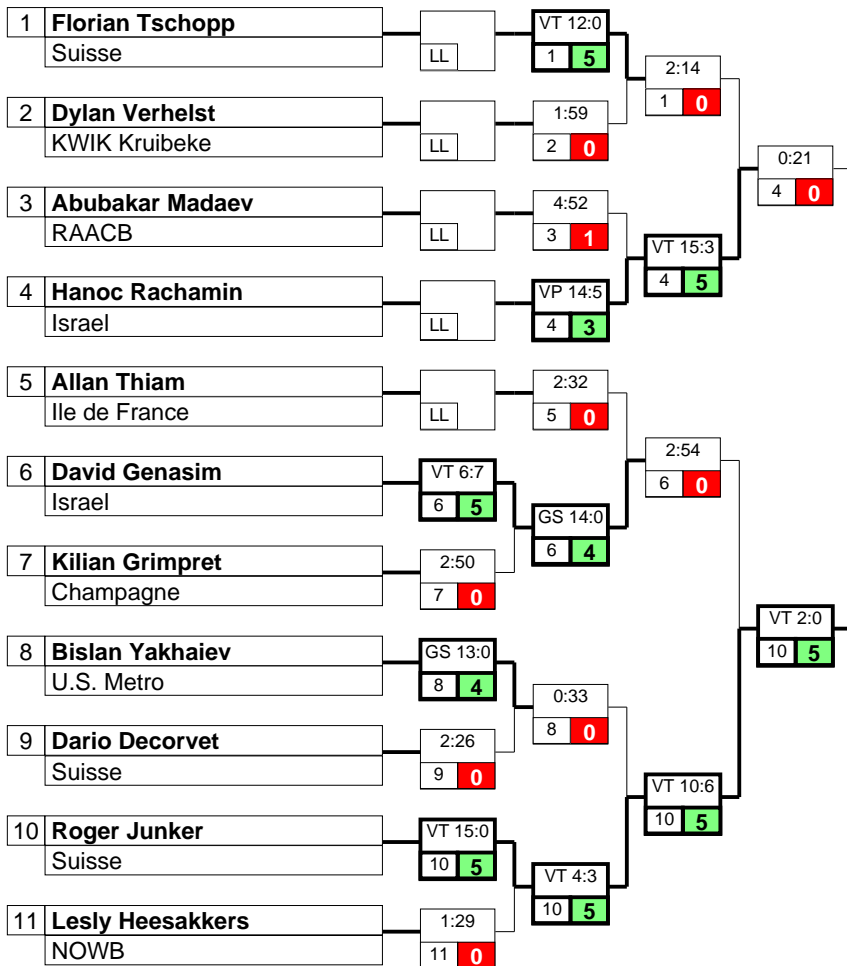 1 Florian Tschopp
Suisse
LL
VT 12:0
1 5
2:14
1 0
2 Dylan Verhelst
KWIK Kruibeke
LL
1:59
2 0
0:21
4 0
3 Abubakar Madaev
RAACB
LL
4:52
3 1
VT 15:3
4 5
4 Hanoc Rachamin
Israel
LL
VP 14:5
4 3
5 Allan Thiam
Ile de France
LL
2:32
5 0
2:54
6 0
6 David Genasim
Israel
VT 6:7
6 5
GS 14:0
6 4
7 Kilian Grimpret
Champagne
2:50
7 0
VT 2:0
10 5
8 Bislan Yakhaiev
U.S. Metro
GS 13:0
8 4
0:33
8 0
9 Dario Decorvet
Suisse
2:26
9 0
VT 10:6
10 5
10 Roger Junker
Suisse
VT 15:0
10 5
VT 4:3
10 5
11 Lesly Heesakkers
NOWB
1:29
11 0